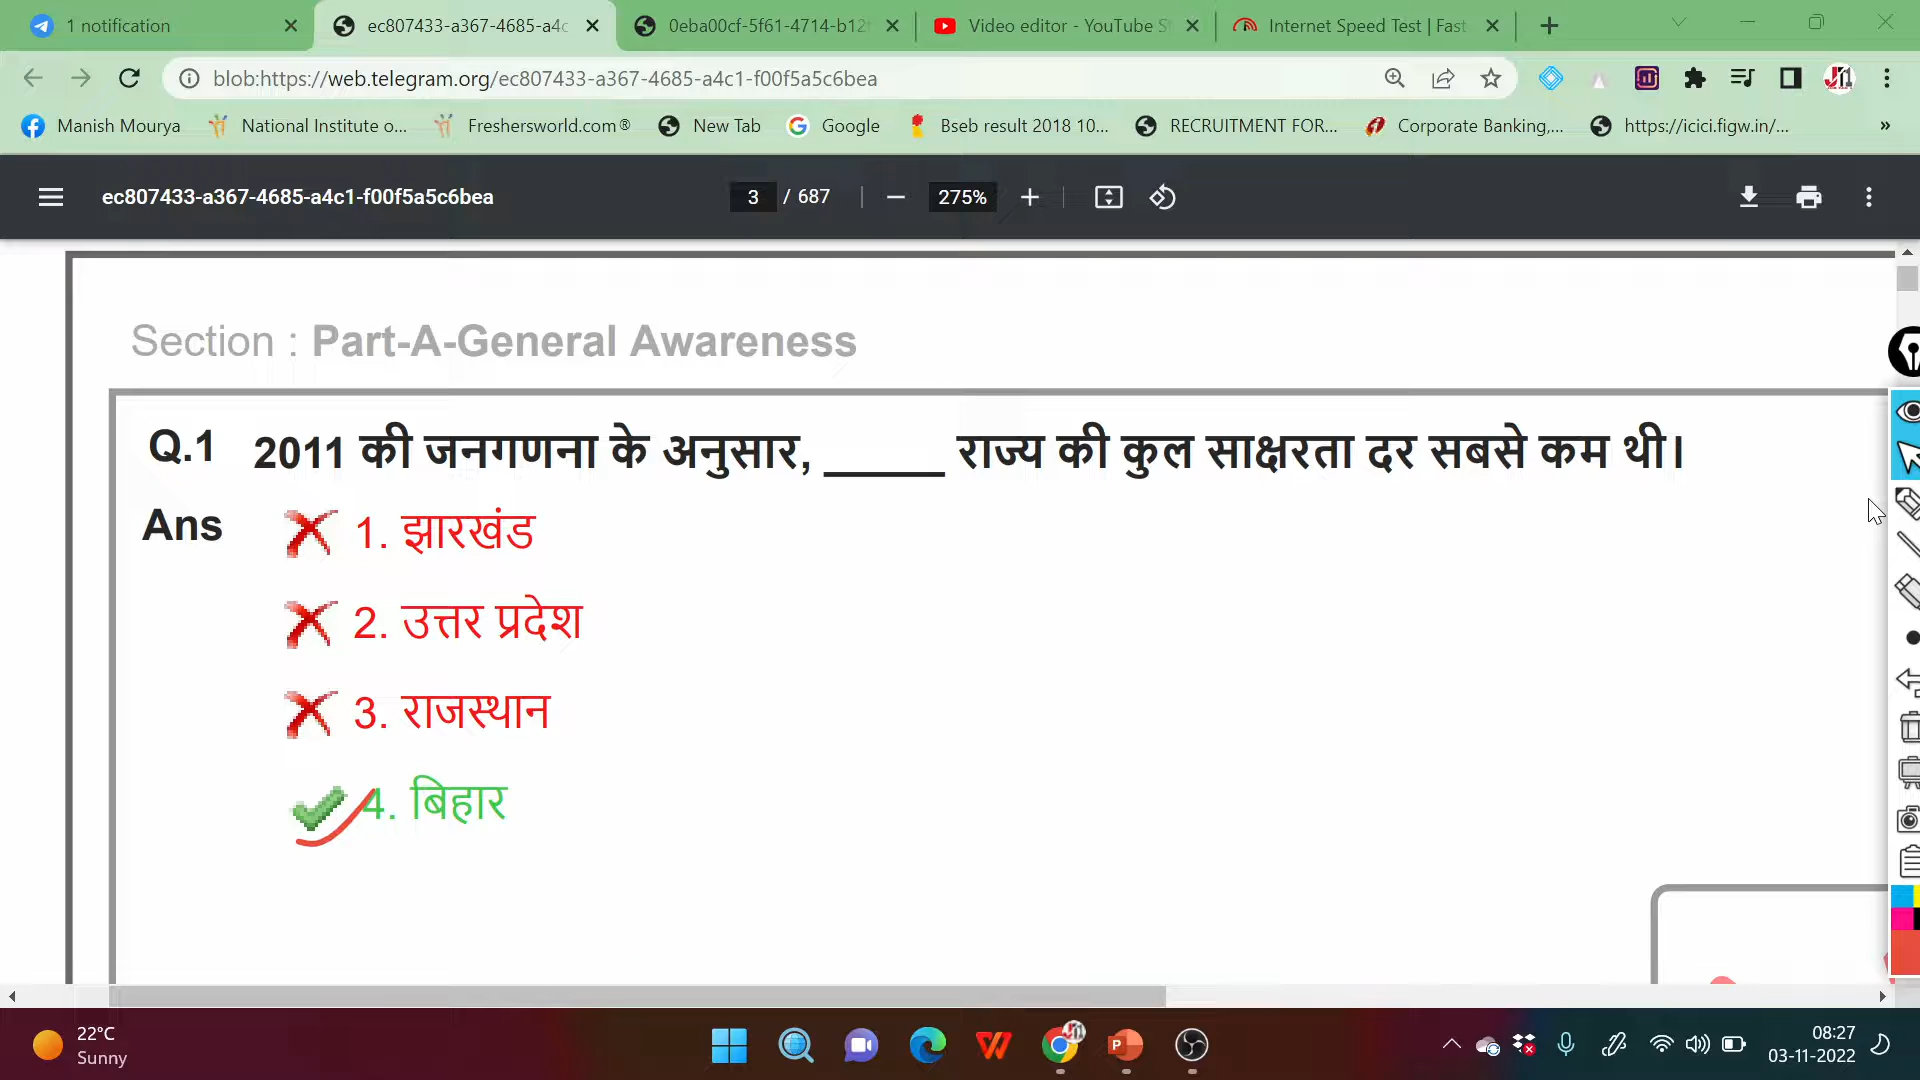 1 notification
ec807433-a367-4685-a4c
0eba00cf-5f61-4714-b12
Video editor - YouTube S
Internet Speed Test | Fast
blob:https://web.telegram.org/ec807433-a367-4685-a4c1-f00f5a5c6bea
Manish Mourya
National Institute o...
Freshersworld.com®
New Tab
Google
Bseb result 2018 10...
RECRUITMENT FOR...
Corporate Banking,...
https://icici.figw.in/...
»
ec807433-a367-4685-a4c1-f00f5a5c6bea
3 / 687
275%
Section : Part-A-General Awareness
Q.1 2011 की जनगणना के अनुसार, _____ राज्य की कुल साक्षरता दर सबसे कम थी।
Ans
1. झारखंड
2. उत्तर प्रदेश
3. राजस्थान
4. बिहार
22°C
Sunny
08:27
03-11-2022